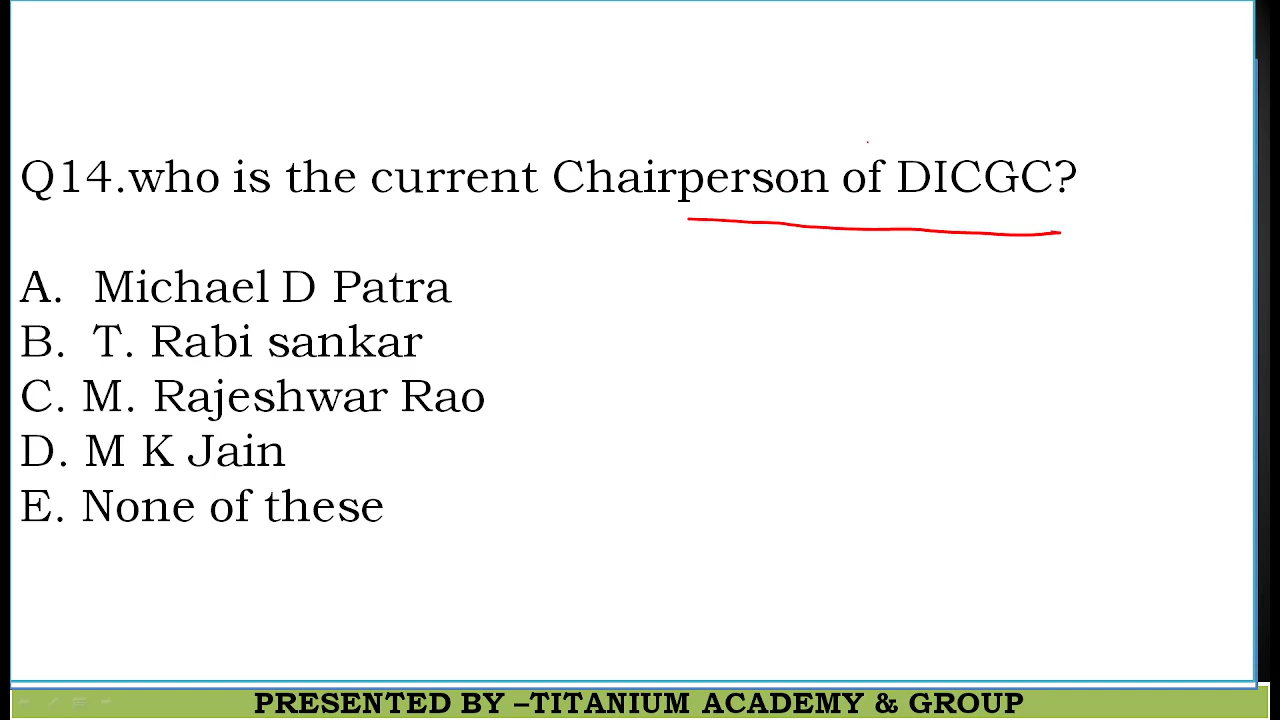 Q14.who is the current Chairperson of DICGC?
A. Michael D Patra
B. T. Rabi sankar
C. M. Rajeshwar Rao
D. M K Jain
E. None of these
PRESENTED BY –TITANIUM ACADEMY & GROUP